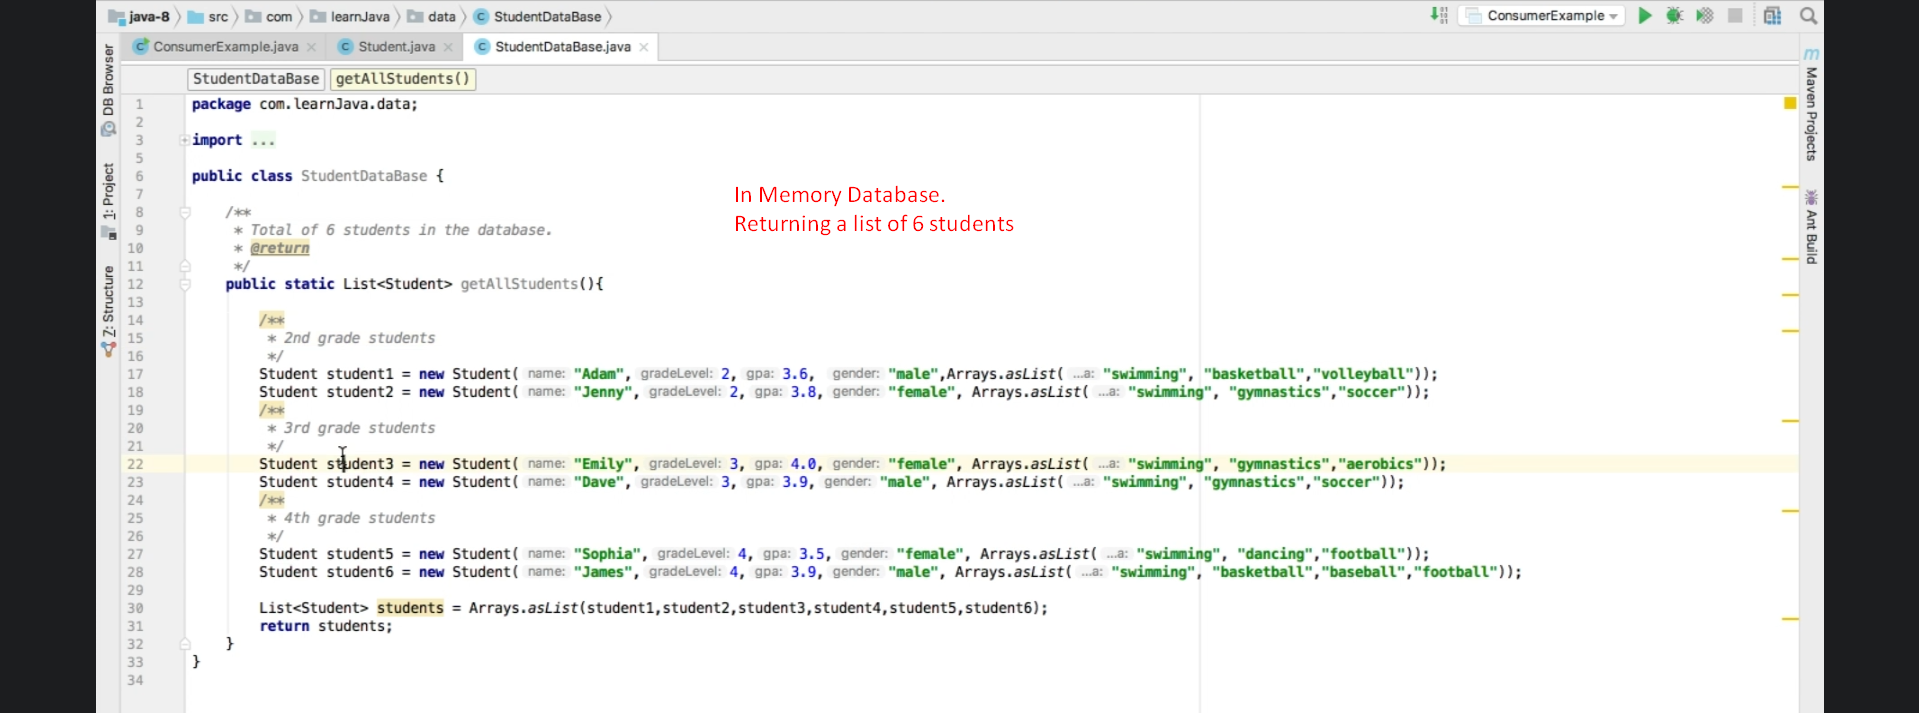 java-8 src com learnJava data StudentDataBase
ConsumerExample
ConsumerExample.java
Student.java
StudentDataBase.java
StudentDataBase getAllStudents()
DB Browser
1: Project
Z: Structure
1 package com.learnJava.data;
2
3 import ...
5
6 public class StudentDataBase {
7
8 /**
9 * Total of 6 students in the database.
10 * @return
11 */
12 public static List<Student> getAllStudents(){
13
14 /**
15 * 2nd grade students
16 */
17 Student student1 = new Student( name: "Adam", gradeLevel: 2, gpa: 3.6, gender: "male",Arrays.asList( ...a: "swimming", "basketball","volleyball"));
18 Student student2 = new Student( name: "Jenny", gradeLevel: 2, gpa: 3.8, gender: "female", Arrays.asList( ...a: "swimming", "gymnastics","soccer"));
19 /**
20 * 3rd grade students
21 */
22 Student student3 = new Student( name: "Emily", gradeLevel: 3, gpa: 4.0, gender: "female", Arrays.asList( ...a: "swimming", "gymnastics","aerobics"));
23 Student student4 = new Student( name: "Dave", gradeLevel: 3, gpa: 3.9, gender: "male", Arrays.asList( ...a: "swimming", "gymnastics","soccer"));
24 /**
25 * 4th grade students
26 */
27 Student student5 = new Student( name: "Sophia", gradeLevel: 4, gpa: 3.5, gender: "female", Arrays.asList( ...a: "swimming", "dancing","football"));
28 Student student6 = new Student( name: "James", gradeLevel: 4, gpa: 3.9, gender: "male", Arrays.asList( ...a: "swimming", "basketball","baseball","football"));
29
30 List<Student> students = Arrays.asList(student1,student2,student3,student4,student5,student6);
31 return students;
32 }
33 }
34
In Memory Database.
Returning a list of 6 students
Maven Projects
Ant Build